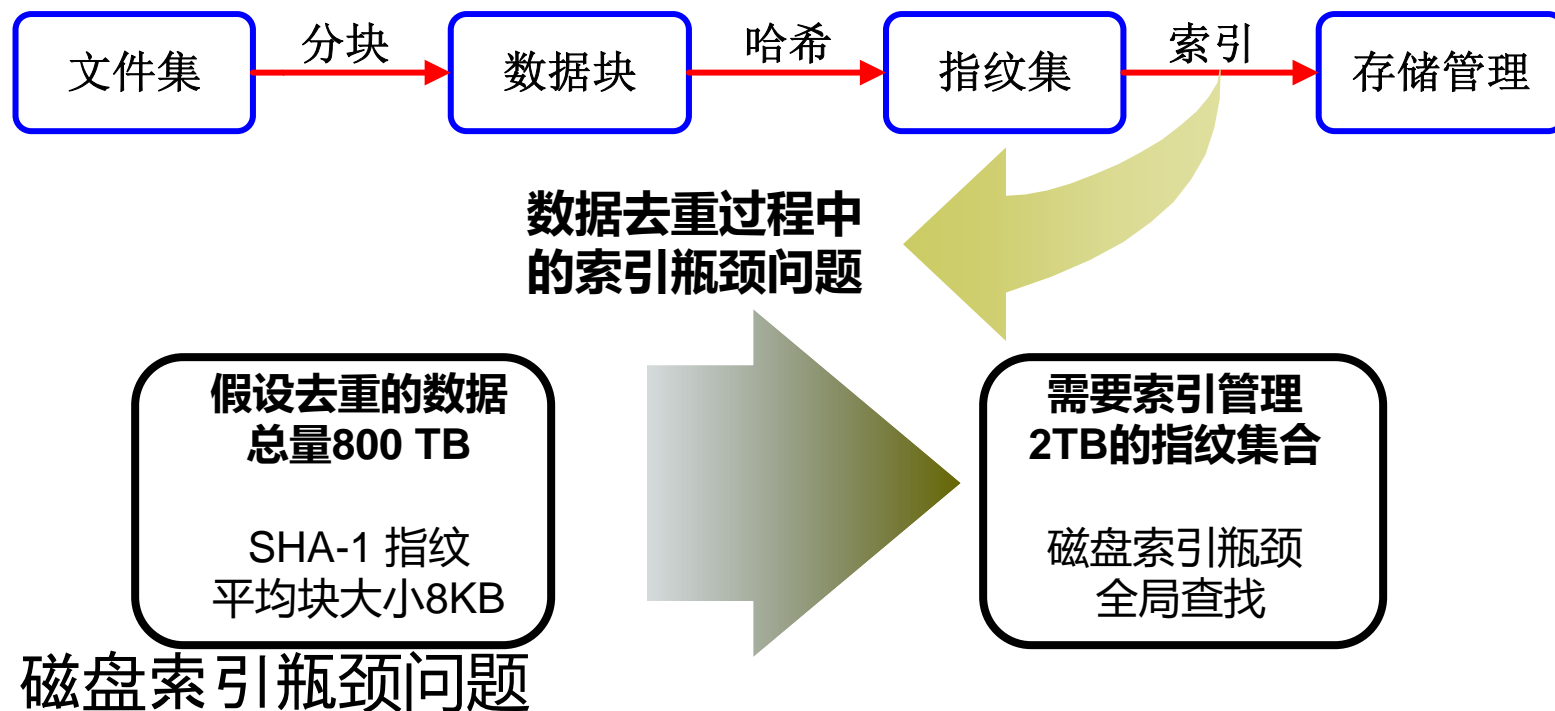 分块
哈希
索引
文件集
数据块
指纹集
存储管理
数据去重过程中
的索引瓶颈问题
假设去重的数据
总量800 TB
SHA-1 指纹
平均块大小8KB
需要索引管理
2TB的指纹集合
磁盘索引瓶颈
全局查找
磁盘索引瓶颈问题